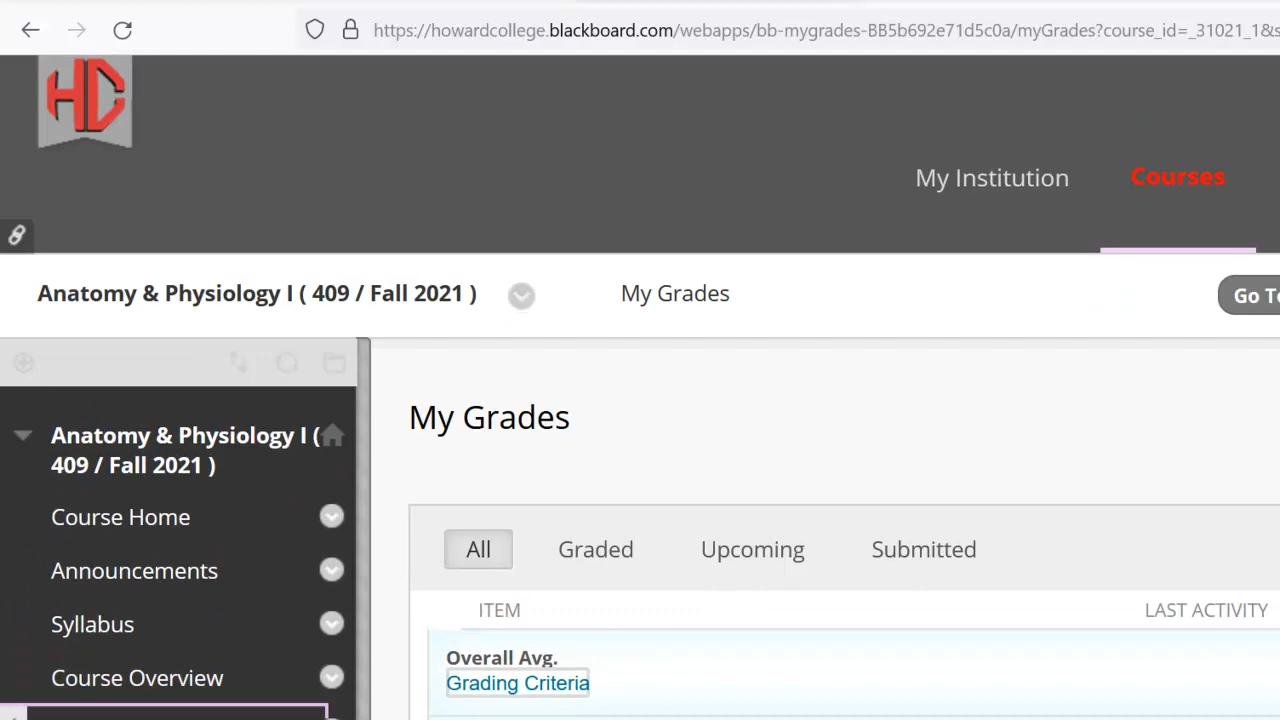 https://howardcollege.blackboard.com/webapps/bb-mygrades-BB5b692e71d5c0a/myGrades?course_id=_31021_1&s
HC
My Institution
Courses
Anatomy & Physiology I ( 409 / Fall 2021 )
My Grades
Go To
My Grades
Anatomy & Physiology I (
409 / Fall 2021 )
Course Home
Announcements
Syllabus
Course Overview
All
Graded
Upcoming
Submitted
ITEM
LAST ACTIVITY
Overall Avg.
Grading Criteria